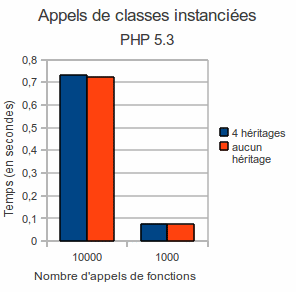 Appels de classes instanciées
PHP 5.3
0,8
0,7
0,6
0,5
0,4
0,3
0,2
0,1
0
Temps (en secondes)
10000
1000
Nombre d'appels de fonctions
4 héritages
aucun
héritage